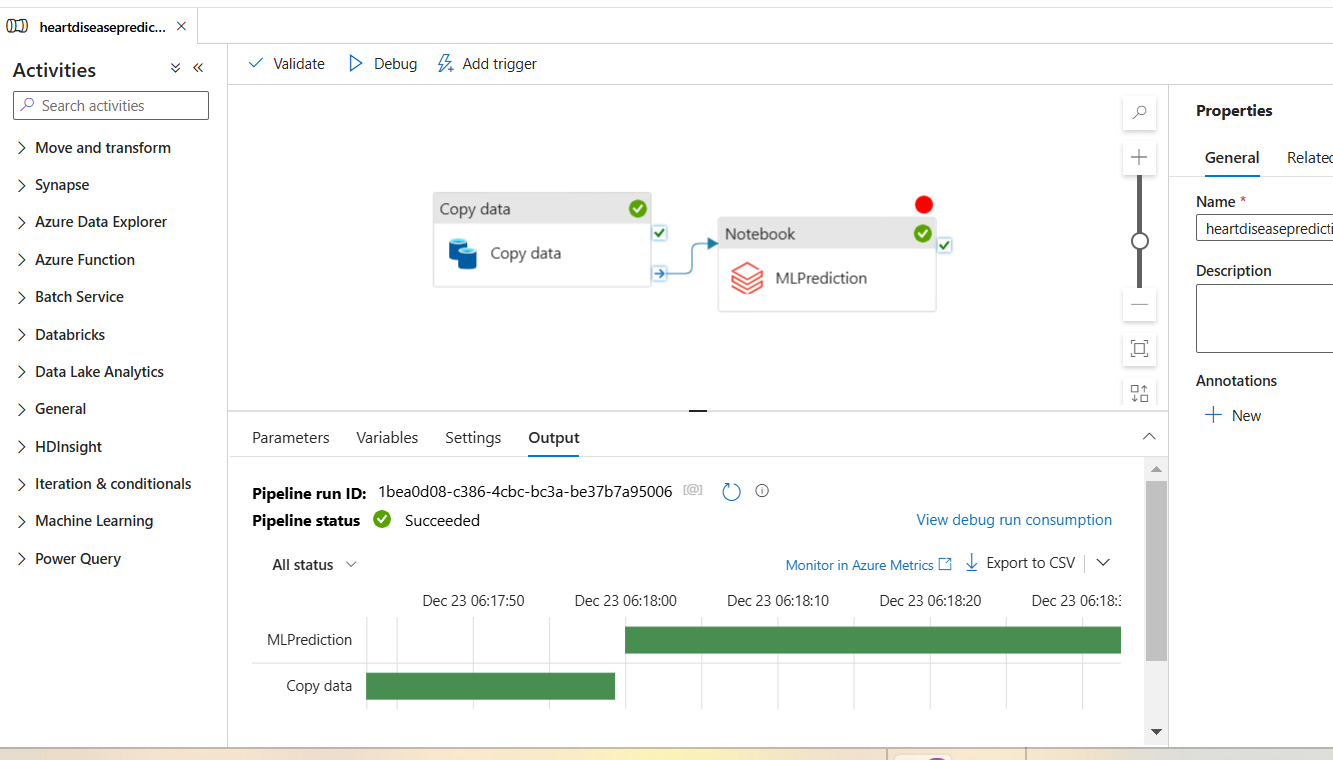 heartdiseasepredic...
Activities
Search activities
Move and transform
Synapse
Azure Data Explorer
Azure Function
Batch Service
Databricks
Data Lake Analytics
General
HDInsight
Iteration & conditionals
Machine Learning
Power Query
Validate
Debug
Add trigger
Copy data
Copy data
Notebook
MLPrediction
Parameters
Variables
Settings
Output
Pipeline run ID: 1bea0d08-c386-4cbc-bc3a-be37b7a95006 [@]
Pipeline status Succeeded
View debug run consumption
All status
Monitor in Azure Metrics
Export to CSV
Dec 23 06:17:50
Dec 23 06:18:00
Dec 23 06:18:10
Dec 23 06:18:20
Dec 23 06:18:3
MLPrediction
Copy data
Properties
General
Related
Name *
heartdiseasepredicti
Description
Annotations
New